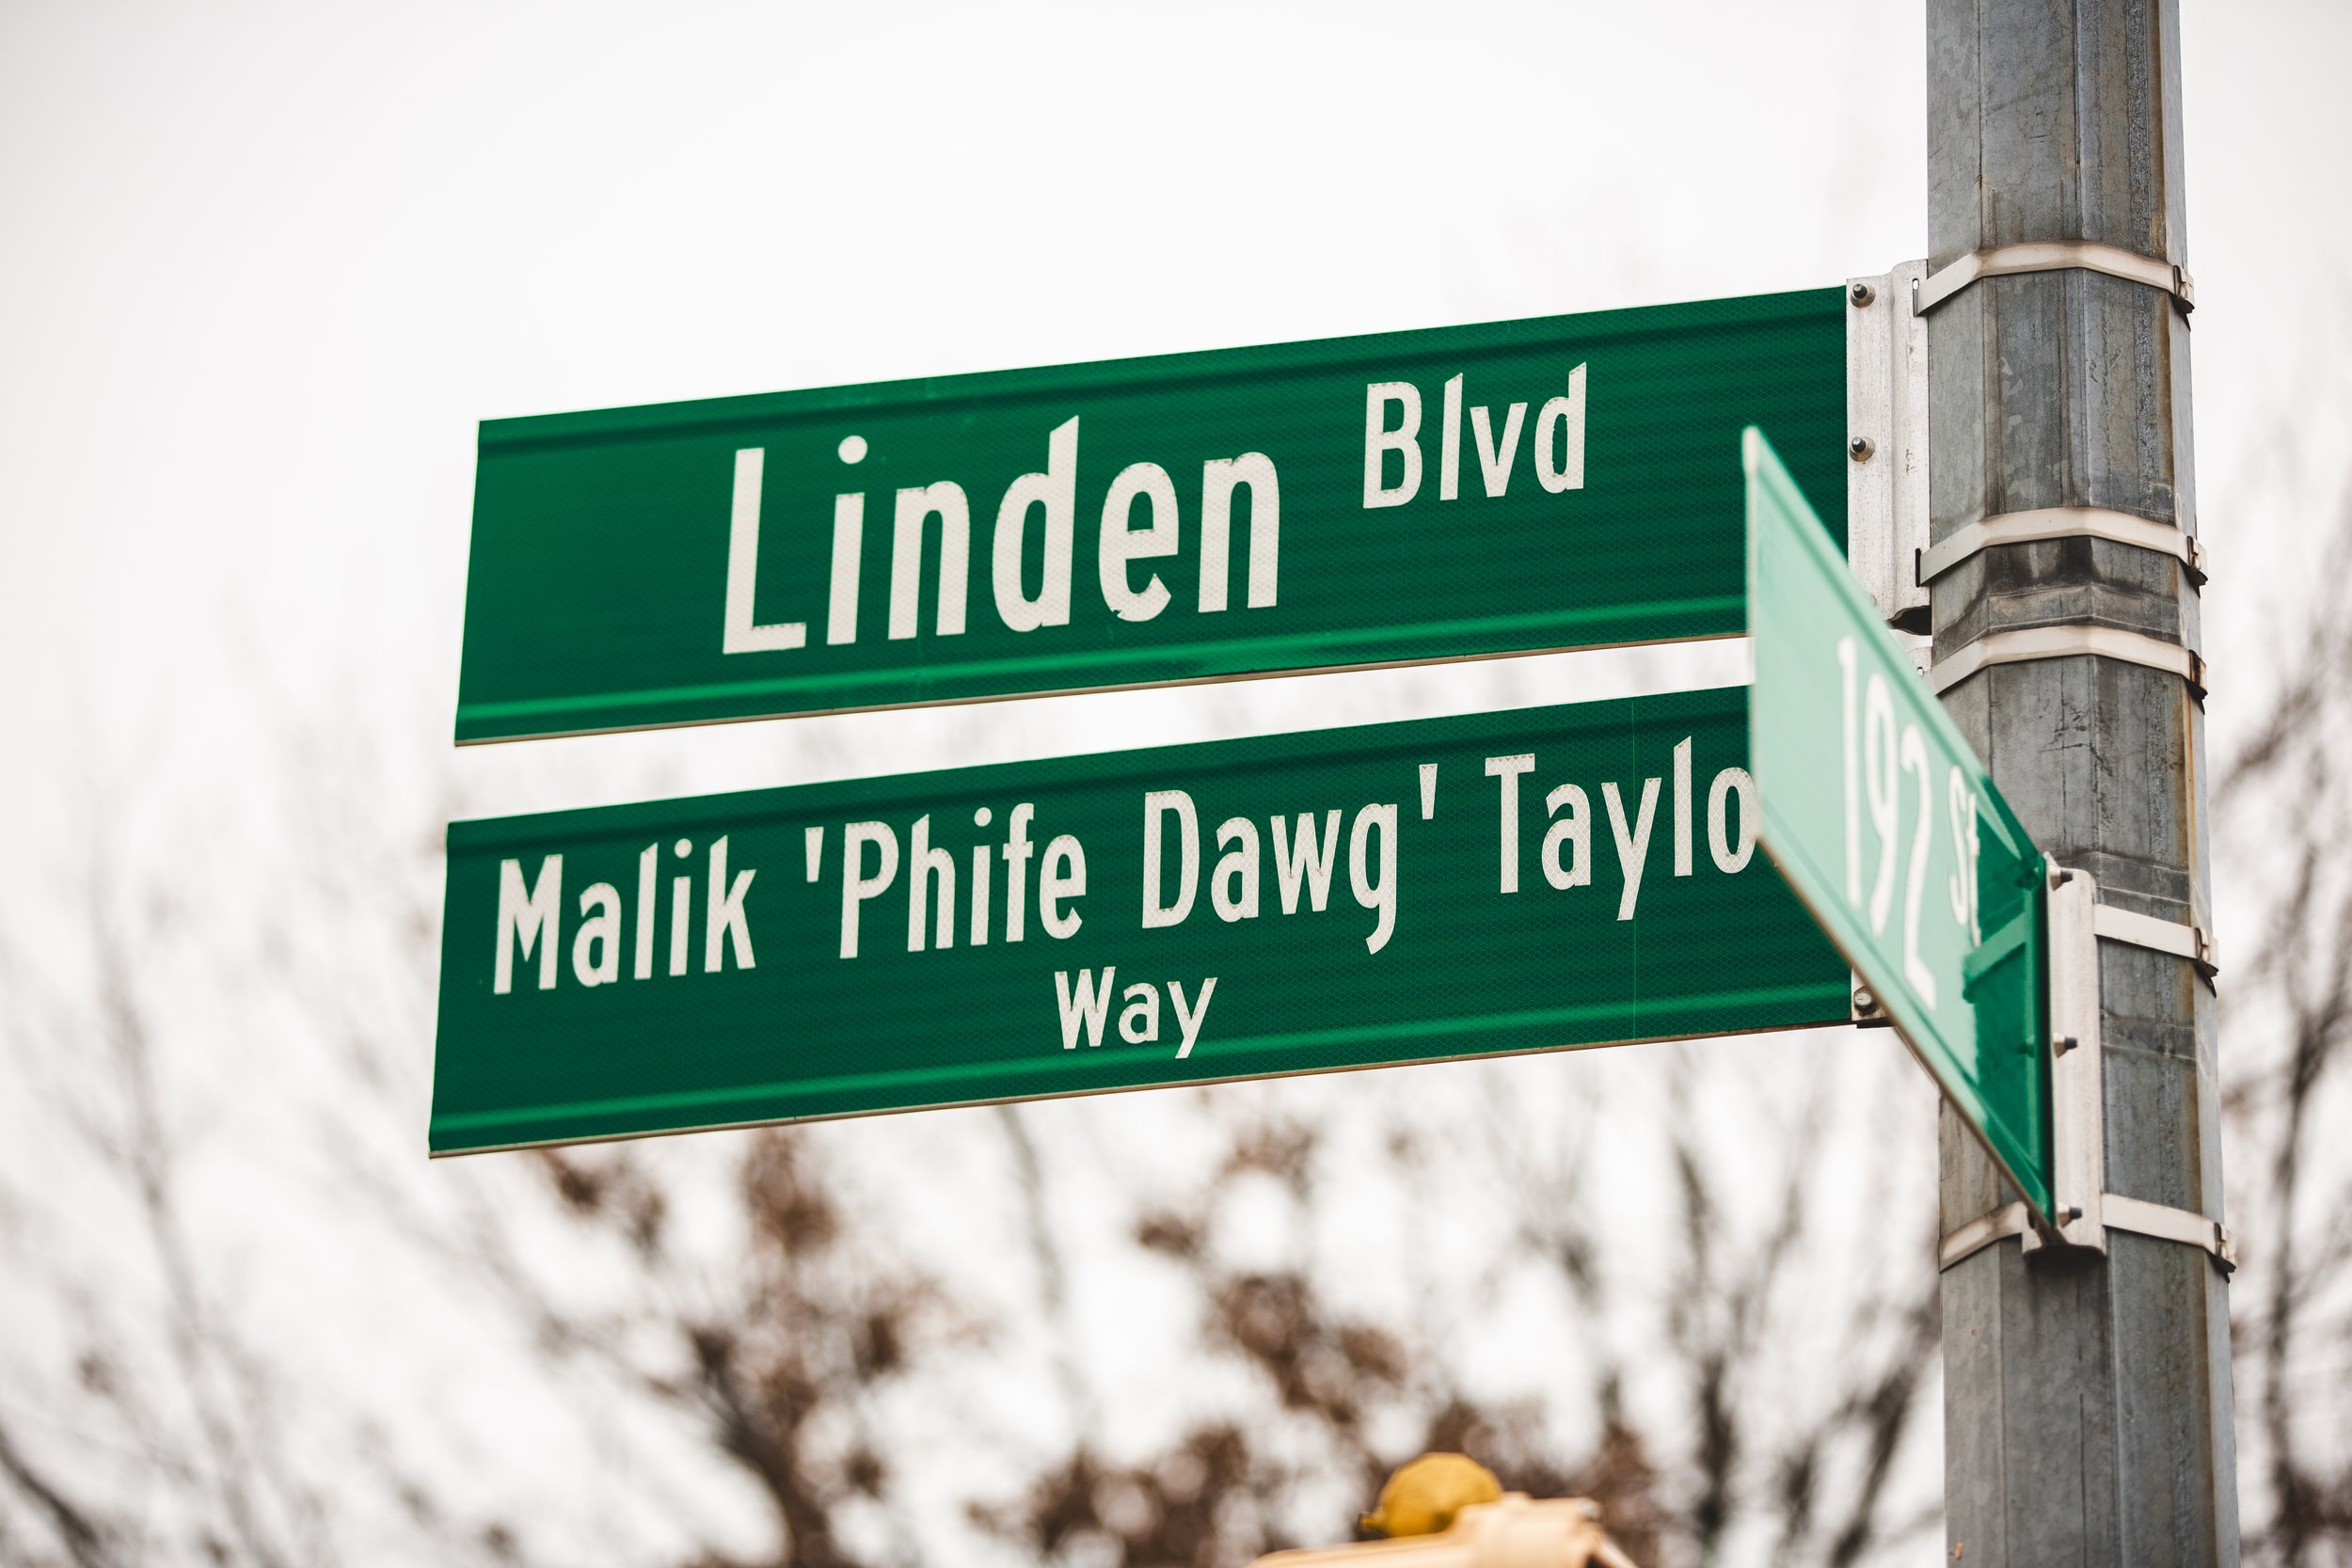 Linden Blvd
Malik 'Phife Dawg' Taylo
Way
192 St